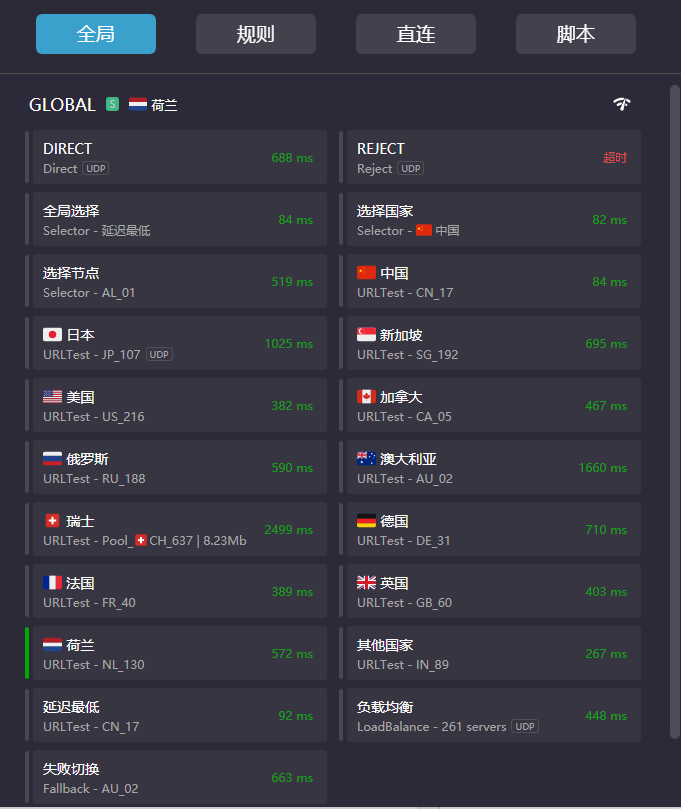 全局 规则 直连 脚本
GLOBAL S 荷兰
DIRECT
Direct UDP
688 ms
REJECT
Reject UDP
超时
全局选择
Selector - 延迟最低
84 ms
选择国家
Selector - 中国
82 ms
选择节点
Selector - AL_01
519 ms
中国
URLTest - CN_17
84 ms
日本
URLTest - JP_107 UDP
1025 ms
新加坡
URLTest - SG_192
695 ms
美国
URLTest - US_216
382 ms
加拿大
URLTest - CA_05
467 ms
俄罗斯
URLTest - RU_188
590 ms
澳大利亚
URLTest - AU_02
1660 ms
瑞士
URLTest - Pool_CH_637 | 8.23Mb
2499 ms
德国
URLTest - DE_31
710 ms
法国
URLTest - FR_40
389 ms
英国
URLTest - GB_60
403 ms
荷兰
URLTest - NL_130
572 ms
其他国家
URLTest - IN_89
267 ms
延迟最低
URLTest - CN_17
92 ms
负载均衡
LoadBalance - 261 servers UDP
448 ms
失败切换
Fallback - AU_02
663 ms